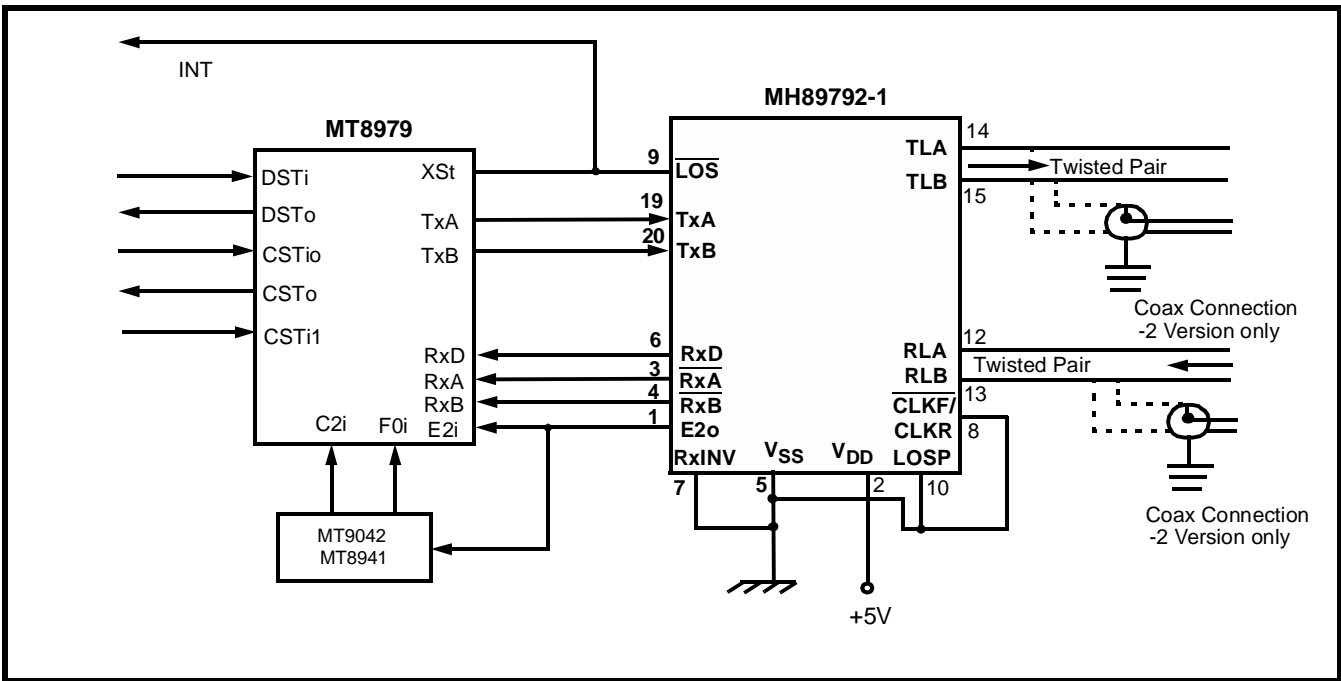 INT
MH89792-1
MT8979
DSTi
DSTo
CSTio
CSTo
CSTi1
XSt
TxA
TxB
RxD
RxA
RxB
E2i
C2i
F0i
MT9042
MT8941
9
19
20
6
3
4
1
LOS
TxA
TxB
RxD
RxA
RxB
E2o
RxINV
VSS
VDD
LOSP
TLA
TLB
RLA
RLB
CLKF/
CLKR
7
5
2
10
14
15
12
13
8
+5V
Twisted Pair
Coax Connection
-2 Version only
Twisted Pair
Coax Connection
-2 Version only